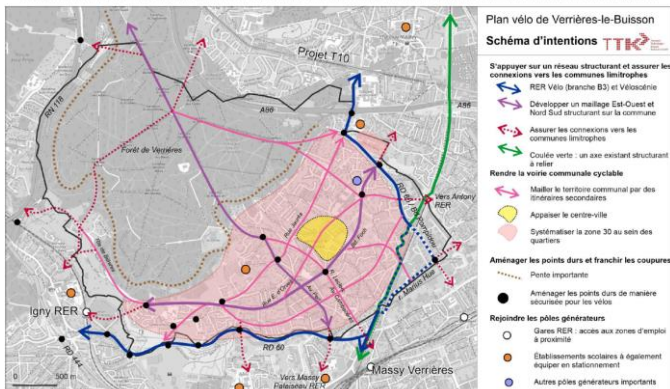 Plan vélo de Verrières-le-Buisson
Schéma d'intentions TTK
S'appuyer sur un réseau structurant et assurer les
connexions vers les communes limitrophes
RER Vélo (branche B3) et Véloscénie
Développer un maillage Est-Ouest et
Nord Sud structurant sur la commune
Assurer les connexions vers les
communes limitrophes
Coulée verte : un axe existant structurant
à relier
Rendre la voirie communale cyclable
Mailler le territoire communal par des
itinéraires secondaires
Apaiser le centre-ville
Systématiser la zone 30 au sein des
quartiers
Aménager les points durs et franchir les coupures
Pente importante
Aménager les points durs de manière
sécurisée pour les vélos
Rejoindre les pôles générateurs
Gares RER : accès aux zones d'emploi
à proximité
Établissements scolaires à également
équiper en stationnement
Autres pôles générateurs importants
Projet T10
RN 118
A86
A86
Forêt de Verrières
Vers Antony
RER
Igny RER
RD 444
RD 60
Vers Massy
Palaiseau RER
Massy Verrières
0
500 m